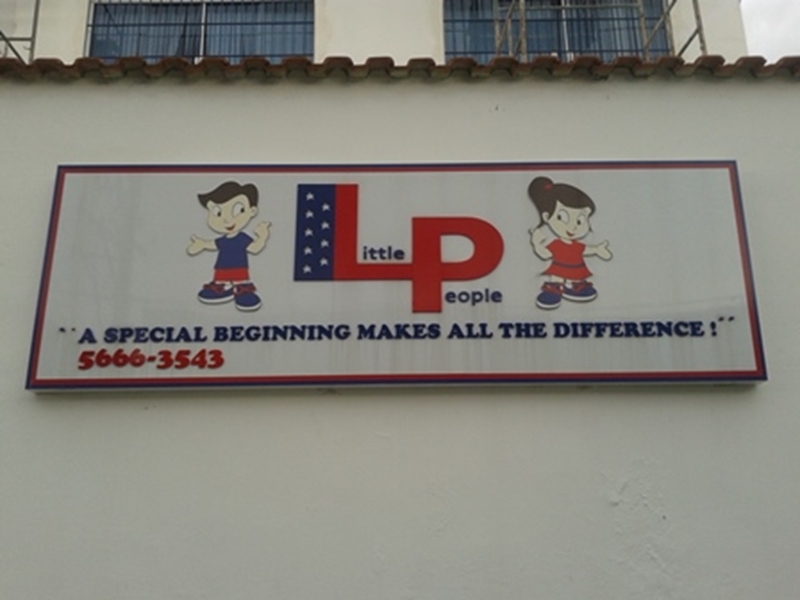 Little
People
``A SPECIAL BEGINNING MAKES ALL THE DIFFERENCE !´´
5666-3543